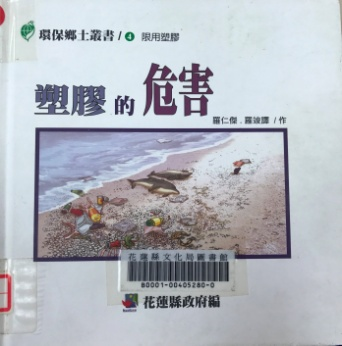 環保鄉土叢書/4 限用塑膠
塑膠的危害
羅仁傑．羅竣譯/作
花蓮縣文化局圖書館
80001-00405280-0
花蓮縣政府編